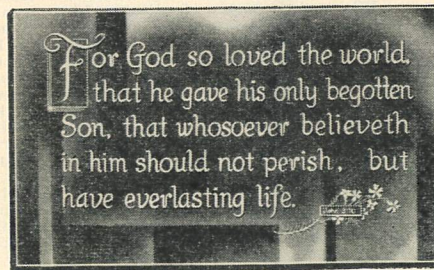 For God so loved the world,
that he gave his only begotten
Son, that whosoever believeth
in him should not perish, but
have everlasting life.